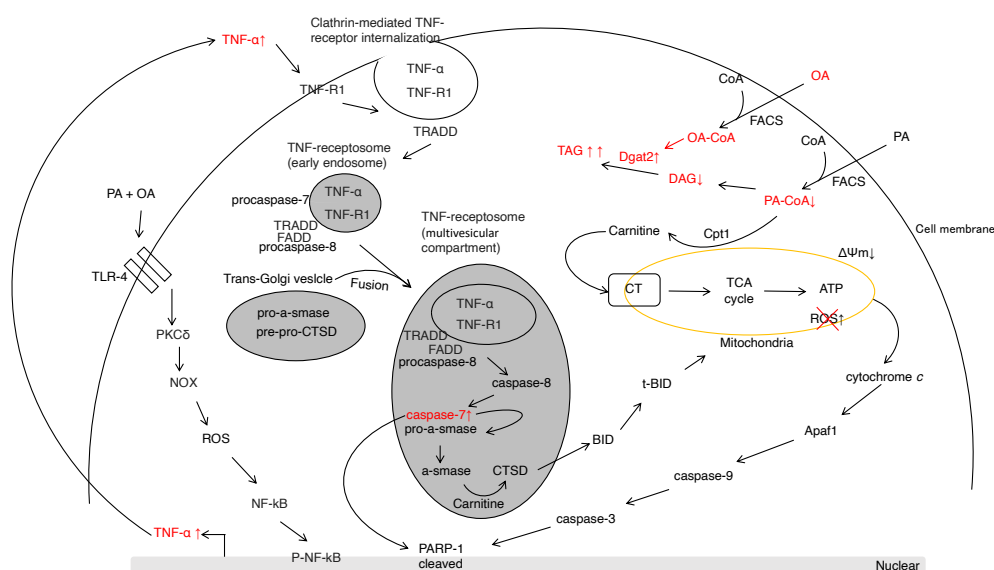 Clathrin-mediated TNF-
receptor internalization
TNF-α↑
TNF-α
TNF-R1
TNF-R1
TRADD
CoA
OA
FACS
OA-CoA
TAG ↑ ↑
Dgat2↑
DAG↓
CoA
PA
FACS
PA-CoA↓
TNF-receptosome
(early endosome)
TNF-α
TNF-R1
procaspase-7
TRADD
FADD
procaspase-8
PA + OA
TLR-4
TNF-receptosome
(multivesicular
compartment)
Trans-Golgi vesicle
Fusion
pro-a-smase
pre-pro-CTSD
Carnitine
Cpt1
Cell membrane
ΔΨm↓
CT
TCA
cycle
ATP
ROS↑
Mitochondria
TNF-α
TNF-R1
TRADD
FADD
procaspase-8
caspase-8
caspase-7↑
pro-a-smase
a-smase
CTSD
Carnitine
PKCδ
NOX
ROS
NF-kB
P-NF-kB
TNF-α ↑
BID
t-BID
cytochrome c
Apaf1
caspase-9
caspase-3
PARP-1
cleaved
Nuclear